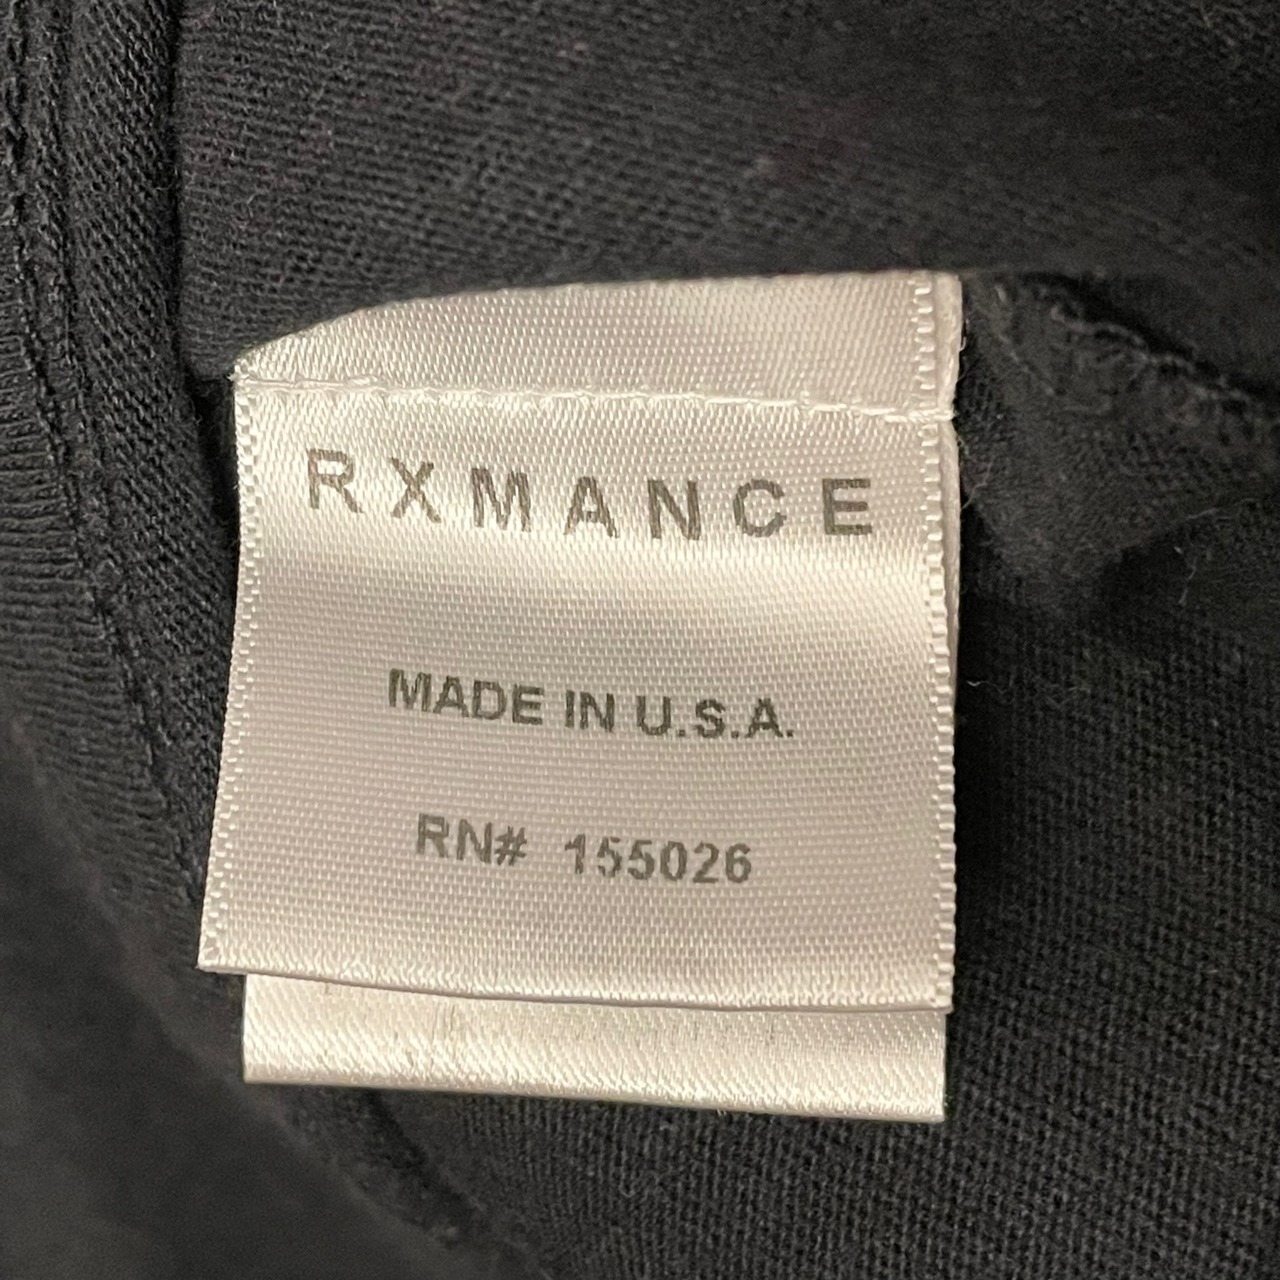 RXMANCE
MADE IN U.S.A.
RN# 155026